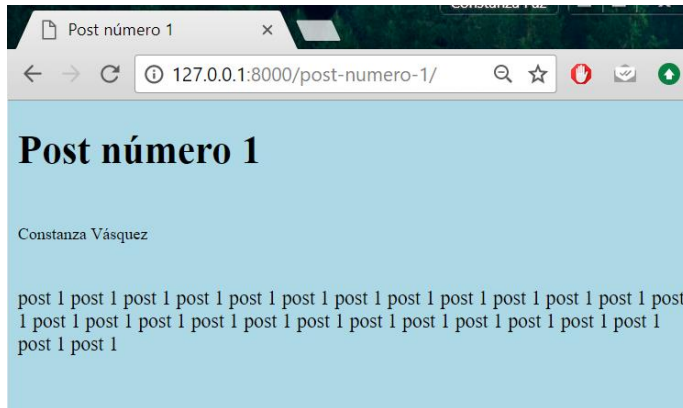 Post número 1
127.0.0.1:8000/post-numero-1/
Post número 1
Constanza Vásquez
post 1 post 1 post 1 post 1 post 1 post 1 post 1 post 1 post 1 post 1 post 1 post 1 post
1 post 1 post 1 post 1 post 1 post 1 post 1 post 1 post 1 post 1 post 1 post 1 post 1
post 1 post 1